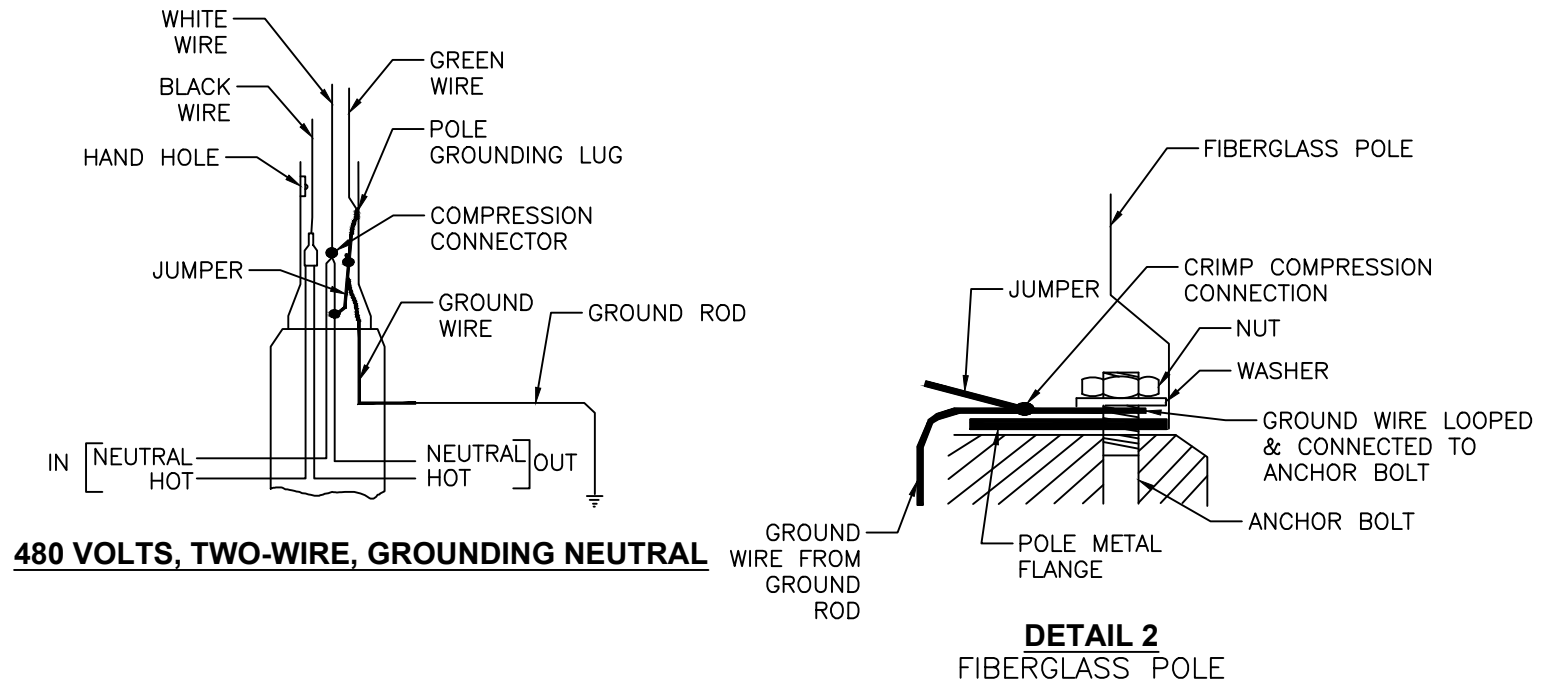 WHITE
WIRE
GREEN
WIRE
BLACK
WIRE
POLE
GROUNDING LUG
HAND HOLE
COMPRESSION
CONNECTOR
JUMPER
GROUND
WIRE
GROUND ROD
IN
NEUTRAL
HOT
NEUTRAL
HOT
OUT
480 VOLTS, TWO-WIRE, GROUNDING NEUTRAL
FIBERGLASS POLE
CRIMP COMPRESSION
CONNECTION
JUMPER
NUT
WASHER
GROUND WIRE LOOPED
& CONNECTED TO
ANCHOR BOLT
ANCHOR BOLT
GROUND
WIRE FROM
GROUND
ROD
POLE METAL
FLANGE
DETAIL 2
FIBERGLASS POLE